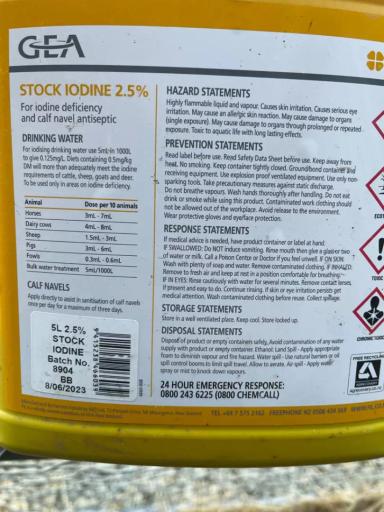 GEA
STOCK IODINE 2.5%
For iodine deficiency
and calf navel antiseptic
DRINKING WATER
For iodising drinking water use 5mL in 1000L
to give 0.125mg/L. Diets containing 0.5mg/kg
DM will more than adequately meet the iodine
requirements of cattle, sheep, goats and deer.
To be used only in areas on iodine deficiency.
Animal Dose per 10 animals
Horses 3mL - 7mL
Dairy cows 4mL - 8mL
Sheep 1.5mL - 3mL
Pigs 3mL - 6mL
Fowls 0.3mL - 0.6mL
Bulk water treatment 5mL/1000L
CALF NAVELS
Apply directly to assist in sanitisation of calf navels
once per day for a maximum of three days.
5L 2.5%
STOCK
IODINE
Batch No:
8904
BB
8/06/2023
HAZARD STATEMENTS
Highly flammable liquid and vapour. Causes skin irritation. Causes serious eye
irritation. May cause an allergic skin reaction. May cause damage to organs
(single exposure). May cause damage to organs through prolonged or repeated
exposure. Toxic to aquatic life with long lasting effects.
PREVENTION STATEMENTS
Read label before use. Read Safety Data Sheet before use. Keep away from
heat. No smoking. Keep container tightly closed. Ground/bond container and
receiving equipment. Use explosion proof ventilated equipment. Use only non-
sparking tools. Take precautionary measures against static discharge.
Do not breathe vapours. Wash hands thoroughly after handling. Do not eat
drink or smoke while using this product. Contaminated work clothing should
not be allowed out of the workplace. Avoid release to the environment.
Wear protective gloves and eye/face protection.
RESPONSE STATEMENTS
If medical advice is needed, have product container or label at hand.
IF SWALLOWED: Do NOT induce vomiting. Rinse mouth then give a glass or two
of water or milk. Call a Poison Centre or Doctor if you feel unwell. IF ON SKIN:
Wash with plenty of soap and water. Remove contaminated clothing. IF INHALED:
Remove to fresh air and keep at rest in a position comfortable for breathing.
IF IN EYES: Rinse cautiously with water for several minutes. Remove contact lenses
if present and easy to do. Continue rinsing. If skin or eye irritation persists get
medical attention. Wash contaminated clothing before reuse. Collect spillage.
STORAGE STATEMENTS
Store in a well ventilated place. Keep cool. Store locked up.
DISPOSAL STATEMENTS
Dispose of product or empty containers safely. Avoid contamination of any water
supply with product or empty container. Ethanol: Land Spill - Apply appropriate
foam to diminish vapour and fire hazard. Water spill - Use natural barriers or oil
spill control booms to limit spill travel. Allow to aerate. Air spill - Apply water
spray or mist to knock down vapours.
24 HOUR EMERGENCY RESPONSE:
0800 243 6225 (0800 CHEMCALL)
TOXIC
CHRONIC TOXIC
FREE RECYCLING
agrecovery.co.nz